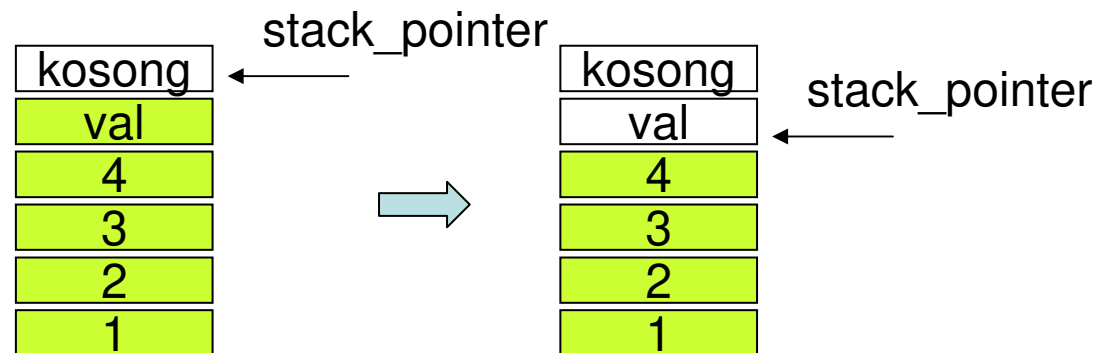 stack_pointer
kosong
val
4
3
2
1
kosong
stack_pointer
val
4
3
2
1